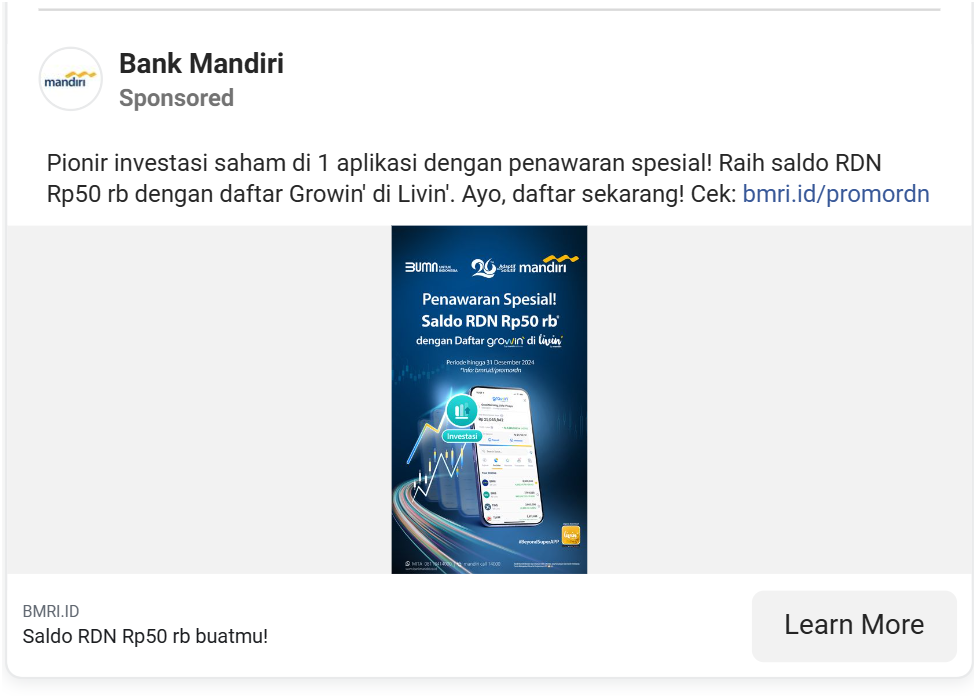 mandiri
Bank Mandiri
Sponsored
Pionir investasi saham di 1 aplikasi dengan penawaran spesial! Raih saldo RDN
Rp50 rb dengan daftar Growin' di Livin'. Ayo, daftar sekarang! Cek: bmri.id/promordn
BUMN UNTUK INDONESIA
26 mandiri
Penawaran Spesial!
Saldo RDN Rp50 rb*
dengan Daftar growin' di livin'
Periode hingga 31 Desember 2024
*Info: bmri.id/promordn
growin'
Investasi
#BeyondSuperAPP
livin'
BMRI.ID
Saldo RDN Rp50 rb buatmu!
Learn More